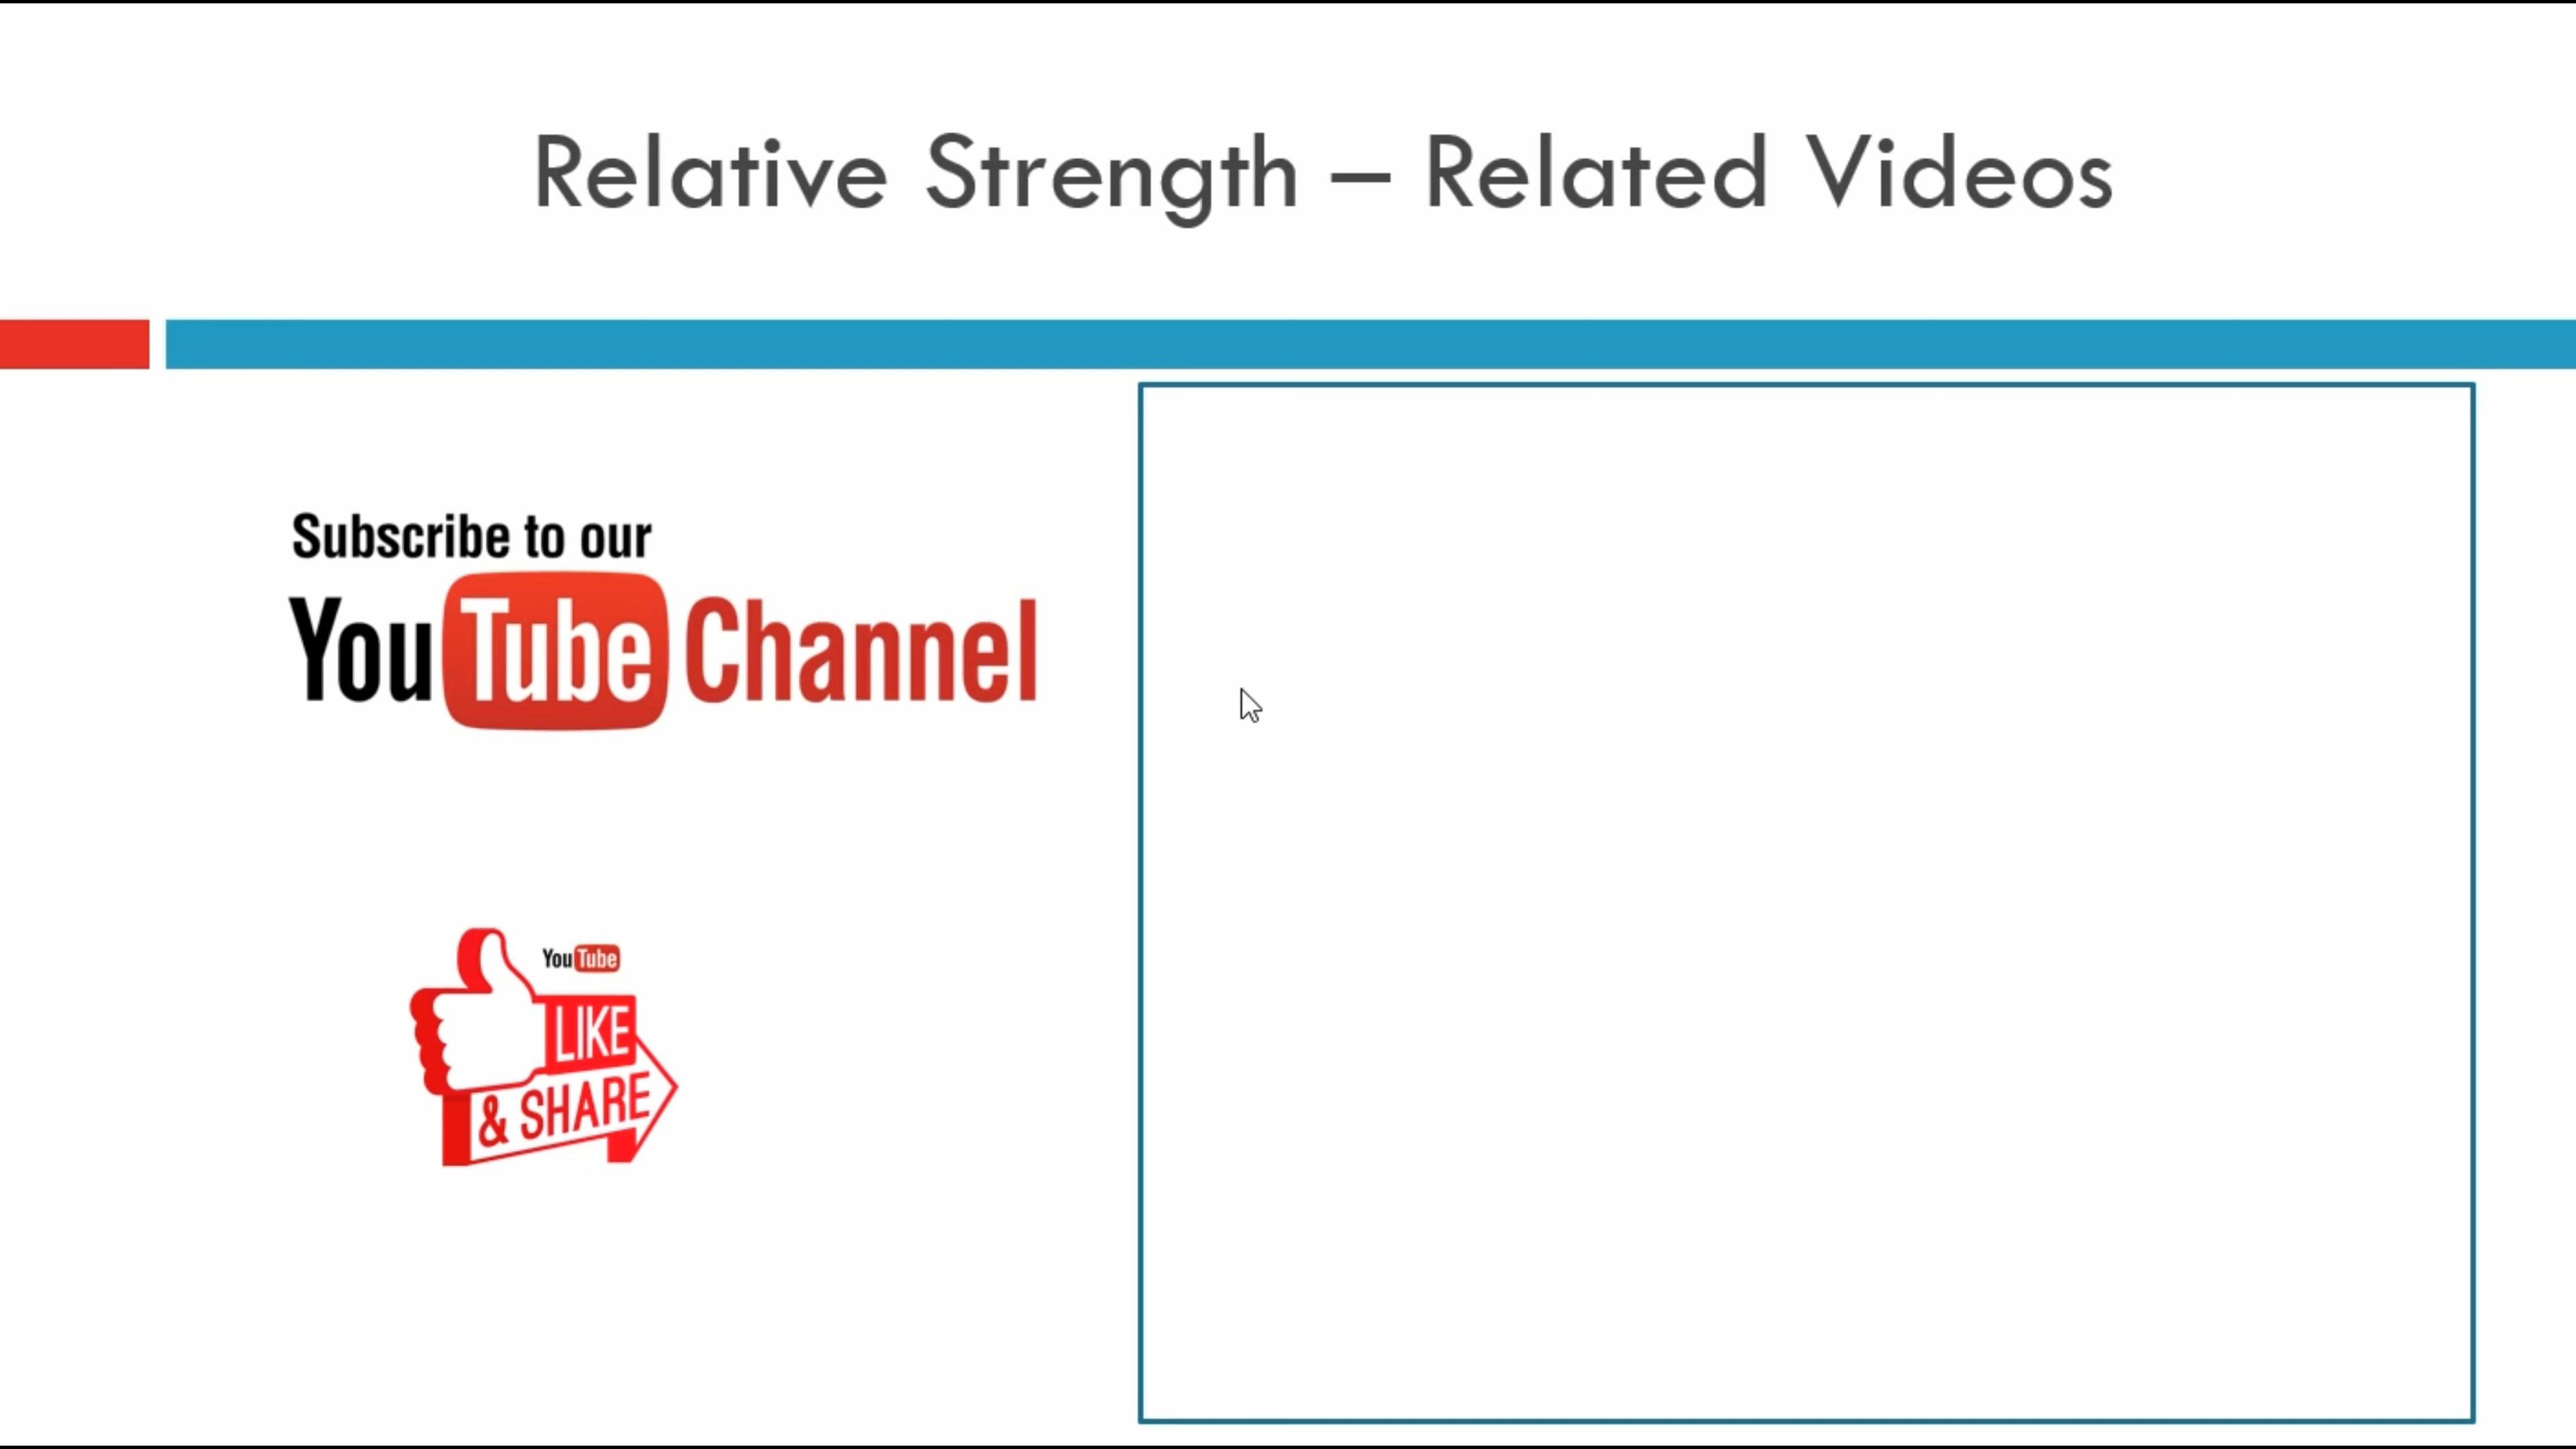 Relative Strength – Related Videos
Subscribe to our
YouTube Channel
YouTube
LIKE
& SHARE